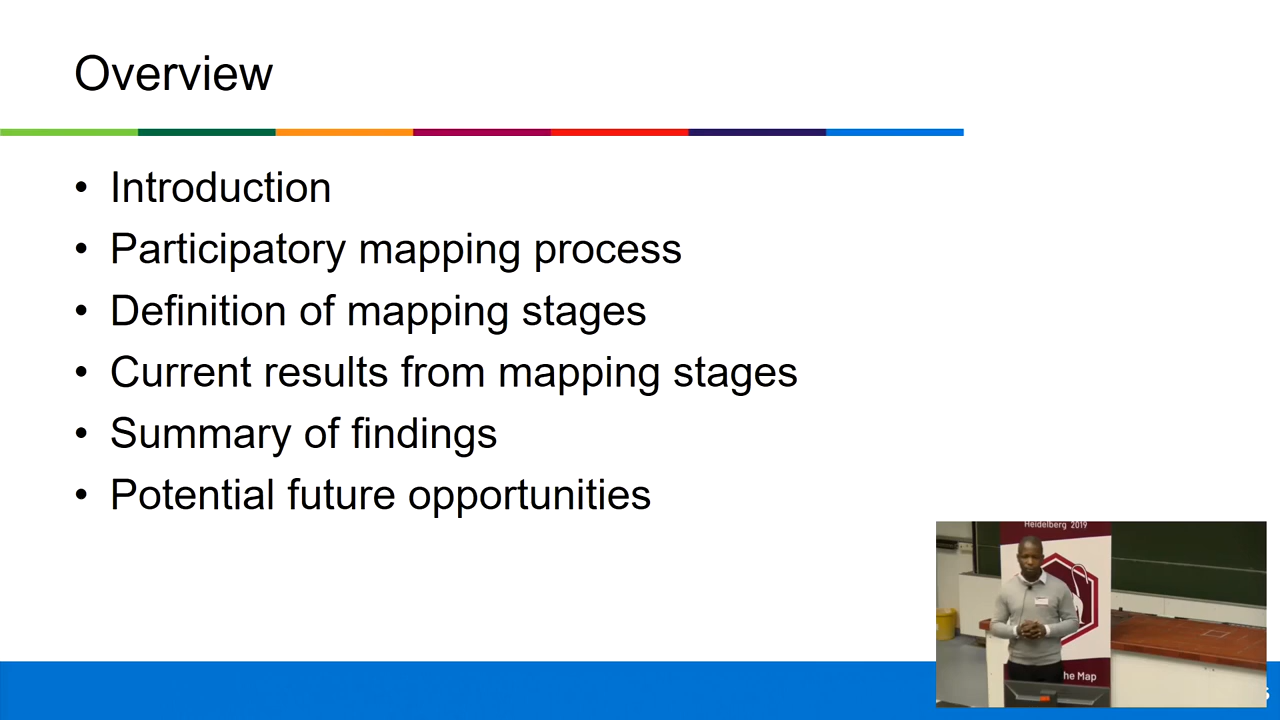 Overview
• Introduction
• Participatory mapping process
• Definition of mapping stages
• Current results from mapping stages
• Summary of findings
• Potential future opportunities
Heidelberg 2019
he Map